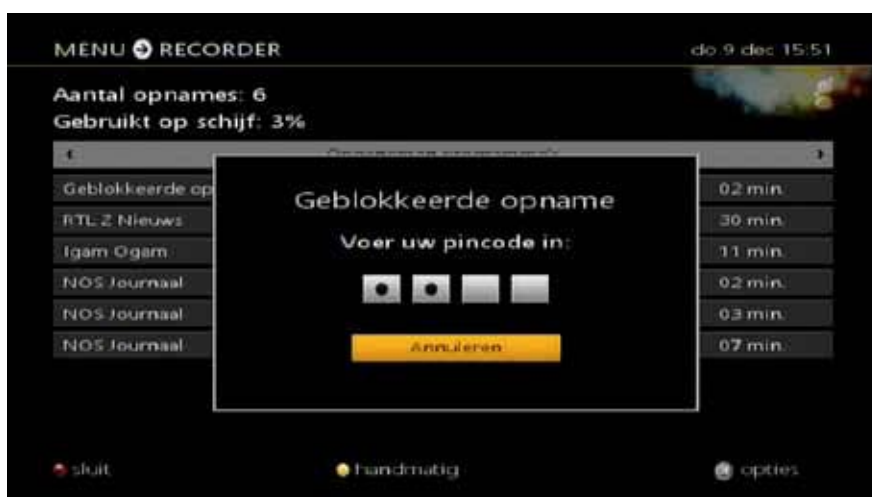 MENU RECORDER
do 9 dec 15:51
Aantal opnames: 6
Gebruikt op schijf: 3%
Geblokkeerde op
02 min.
RTL Z Nieuws
30 min.
Igam Ogam
11 min.
NOS Journaal
02 min.
NOS Journaal
03 min.
NOS Journaal
07 min.
Geblokkeerde opname
Voer uw pincode in:
Annuleren
sluit
handmatig
opties